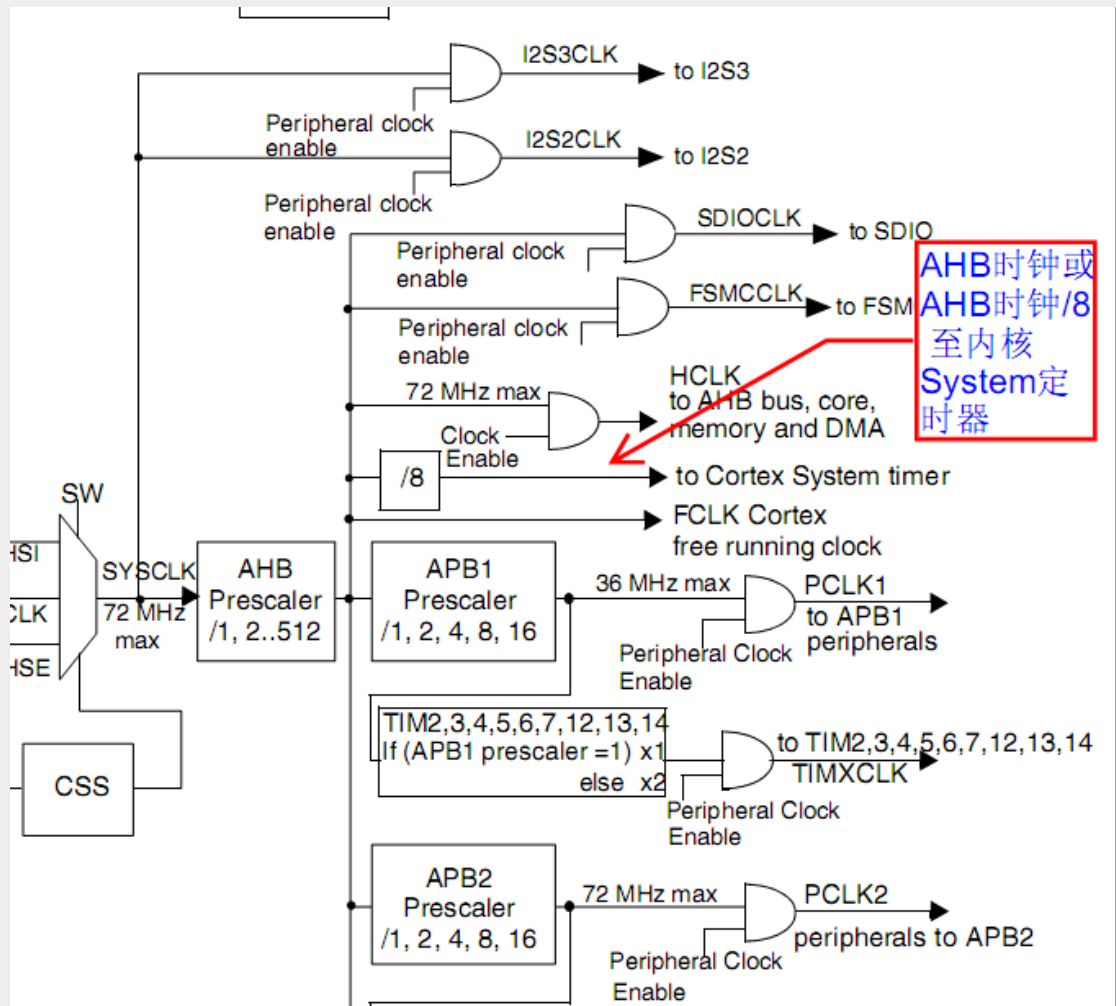 I2S3CLK
to I2S3
Peripheral clock
enable
I2S2CLK
to I2S2
Peripheral clock
enable
SDIOCLK
to SDIO
Peripheral clock
enable
FSMCCLK
to FSM
Peripheral clock
enable
AHB时钟或
AHB时钟/8
至内核
System定
时器
72 MHz max
HCLK
to AHB bus, core,
memory and DMA
Clock
Enable
/8
to Cortex System timer
FCLK Cortex
free running clock
SW
HSI
CLK
HSE
SYSCLK
72 MHz
max
AHB
Prescaler
/1, 2..512
APB1
Prescaler
/1, 2, 4, 8, 16
36 MHz max
PCLK1
to APB1
peripherals
Peripheral Clock
Enable
TIM2,3,4,5,6,7,12,13,14
If (APB1 prescaler =1) x1
else x2
to TIM2,3,4,5,6,7,12,13,14
TIMXCLK
Peripheral Clock
Enable
CSS
APB2
Prescaler
/1, 2, 4, 8, 16
72 MHz max
PCLK2
peripherals to APB2
Peripheral Clock
Enable